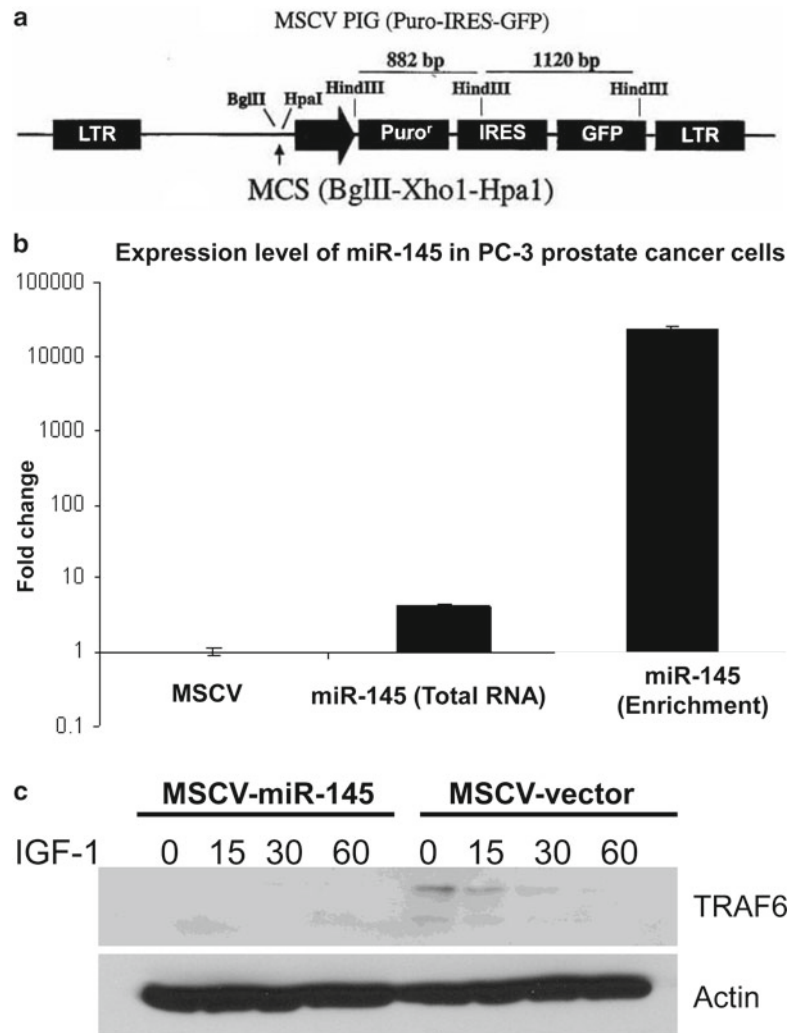 a
MSCV PIG (Puro-IRES-GFP)
882 bp 1120 bp
BglII HpaI HindIII HindIII HindIII
LTR Puroʳ IRES GFP LTR
MCS (BglII-Xho1-Hpa1)
b
Expression level of miR-145 in PC-3 prostate cancer cells
100000
10000
1000
100
10
1
0.1
Fold change
MSCV miR-145 (Total RNA) miR-145
(Enrichment)
c
MSCV-miR-145 MSCV-vector
IGF-1 0 15 30 60 0 15 30 60
TRAF6
Actin